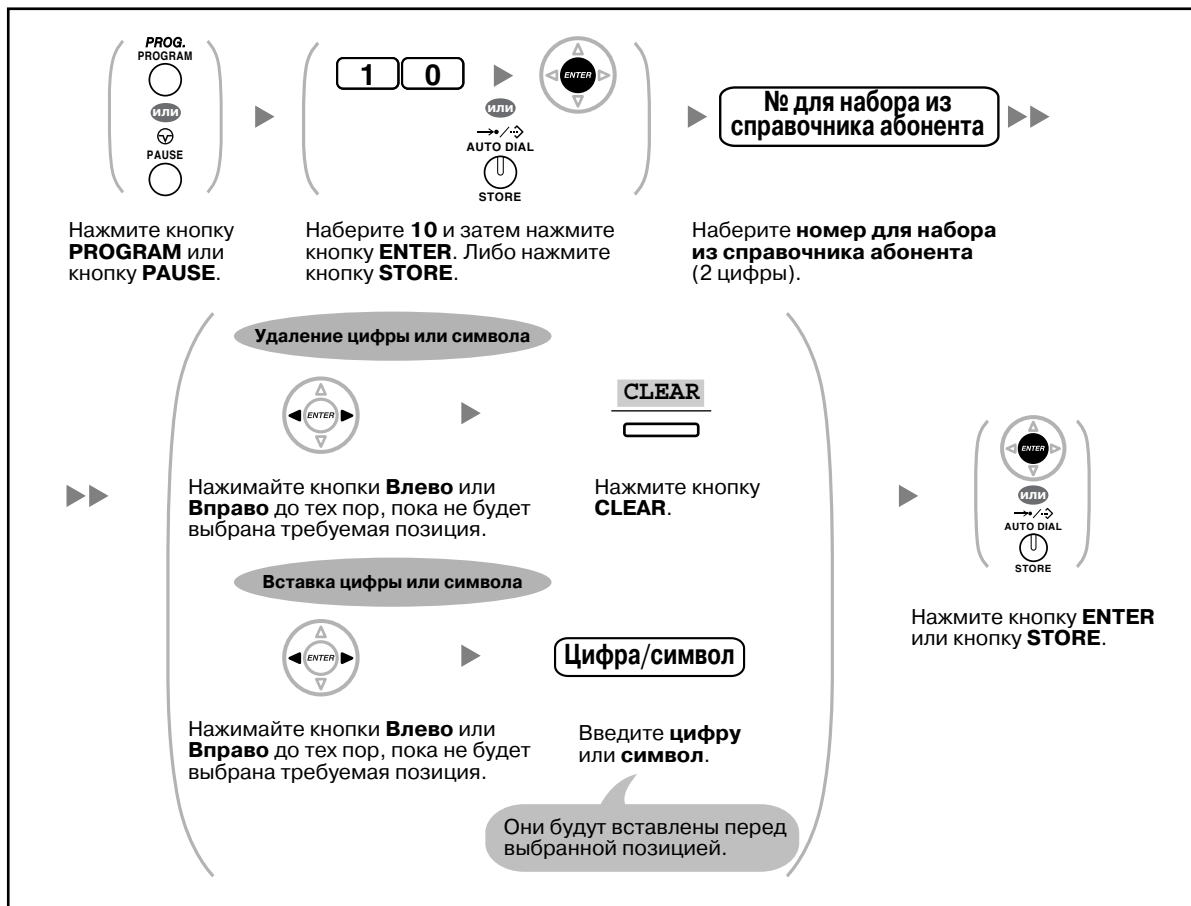 PROG.
PROGRAM
или
PAUSE
1 0
ENTER
или
AUTO DIAL
STORE
№ для набора из
справочника абонента
Нажмите кнопку
PROGRAM или
кнопку PAUSE.
Наберите 10 и затем нажмите
кнопку ENTER. Либо нажмите
кнопку STORE.
Наберите номер для набора
из справочника абонента
(2 цифры).
Удаление цифры или символа
ENTER
CLEAR
Нажимайте кнопки Влево или
Вправо до тех пор, пока не будет
выбрана требуемая позиция.
Нажмите кнопку
CLEAR.
Вставка цифры или символа
ENTER
Цифра/символ
Нажимайте кнопки Влево или
Вправо до тех пор, пока не будет
выбрана требуемая позиция.
Введите цифру
или символ.
Они будут вставлены перед
выбранной позицией.
ENTER
или
AUTO DIAL
STORE
Нажмите кнопку ENTER
или кнопку STORE.